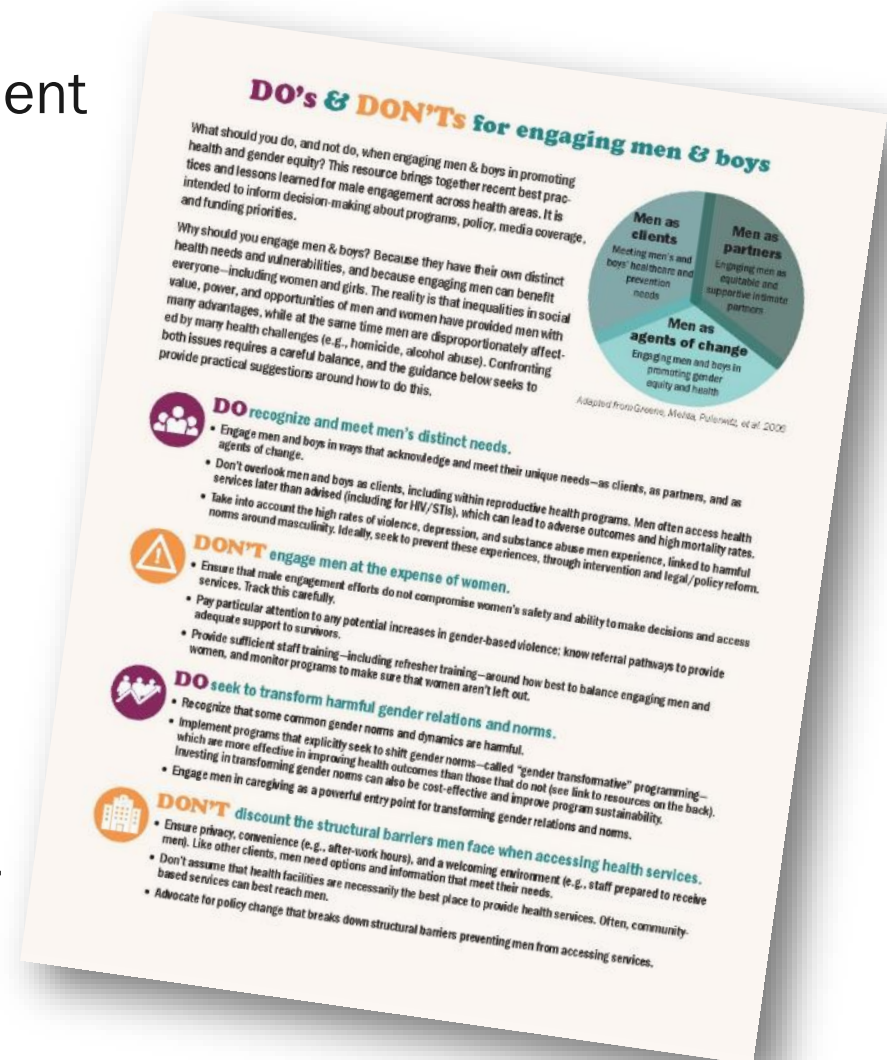 ent
DO's & DON'Ts for engaging men & boys
What should you do, and not do, when engaging men & boys in promoting
health and gender equity? This resource brings together recent best prac-
tices and lessons learned for male engagement across health areas. It is
intended to inform decision-making about programs, policy, media coverage,
and funding priorities.
Why should you engage men & boys? Because they have their own distinct
health needs and vulnerabilities, and because engaging men can benefit
everyone—including women and girls. The reality is that inequalities in social
value, power, and opportunities of men and women have provided men with
many advantages, while at the same time men are disproportionately affect-
ed by many health challenges (e.g., homicide, alcohol abuse). Confronting
both issues requires a careful balance, and the guidance below seeks to
provide practical suggestions around how to do this.
Men as
clients
Meeting men's and
boys' healthcare and
prevention
needs
Men as
partners
Engaging men as
equitable and
supportive intimate
partners
Men as
agents of change
Engaging men and boys in
promoting gender
equity and health
Adapted from Greene, Mehta, Pulerwitz, et al. 2006
DO recognize and meet men's distinct needs.
• Engage men and boys in ways that acknowledge and meet their unique needs—as clients, as partners, and as
agents of change.
• Don't overlook men and boys as clients, including within reproductive health programs. Men often access health
services later than advised (including for HIV/STIs), which can lead to adverse outcomes and high mortality rates.
• Take into account the high rates of violence, depression, and substance abuse men experience, linked to harmful
norms around masculinity. Ideally, seek to prevent these experiences, through intervention and legal/policy reform.
DON'T engage men at the expense of women.
• Ensure that male engagement efforts do not compromise women's safety and ability to make decisions and access
services. Track this carefully.
• Pay particular attention to any potential increases in gender-based violence; know referral pathways to provide
adequate support to survivors.
• Provide sufficient staff training—including refresher training—around how best to balance engaging men and
women, and monitor programs to make sure that women aren't left out.
DO seek to transform harmful gender relations and norms.
• Recognize that some common gender norms and dynamics are harmful.
• Implement programs that explicitly seek to shift gender norms—called "gender transformative" programming—
which are more effective in improving health outcomes than those that do not (see link to resources on the back).
Investing in transforming gender norms can also be cost-effective and improve program sustainability.
• Engage men in caregiving as a powerful entry point for transforming gender relations and norms.
DON'T discount the structural barriers men face when accessing health services.
• Ensure privacy, convenience (e.g., after-work hours), and a welcoming environment (e.g., staff prepared to receive
men). Like other clients, men need options and information that meet their needs.
• Don't assume that health facilities are necessarily the best place to provide health services. Often, community-
based services can best reach men.
• Advocate for policy change that breaks down structural barriers preventing men from accessing services.